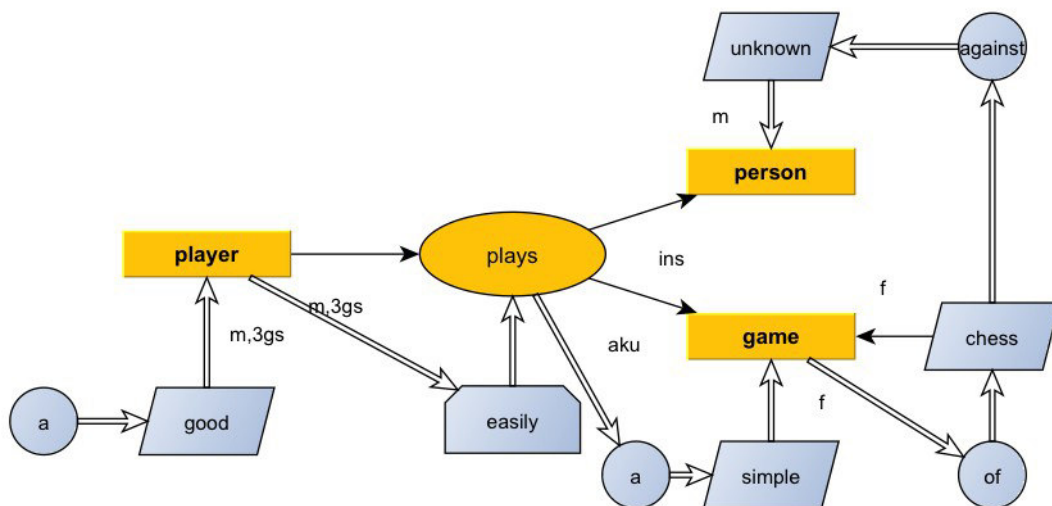 unknown
against
m
person
player
plays
ins
m,3gs
m,3gs
f
game
chess
aku
a
good
easily
f
a
simple
of